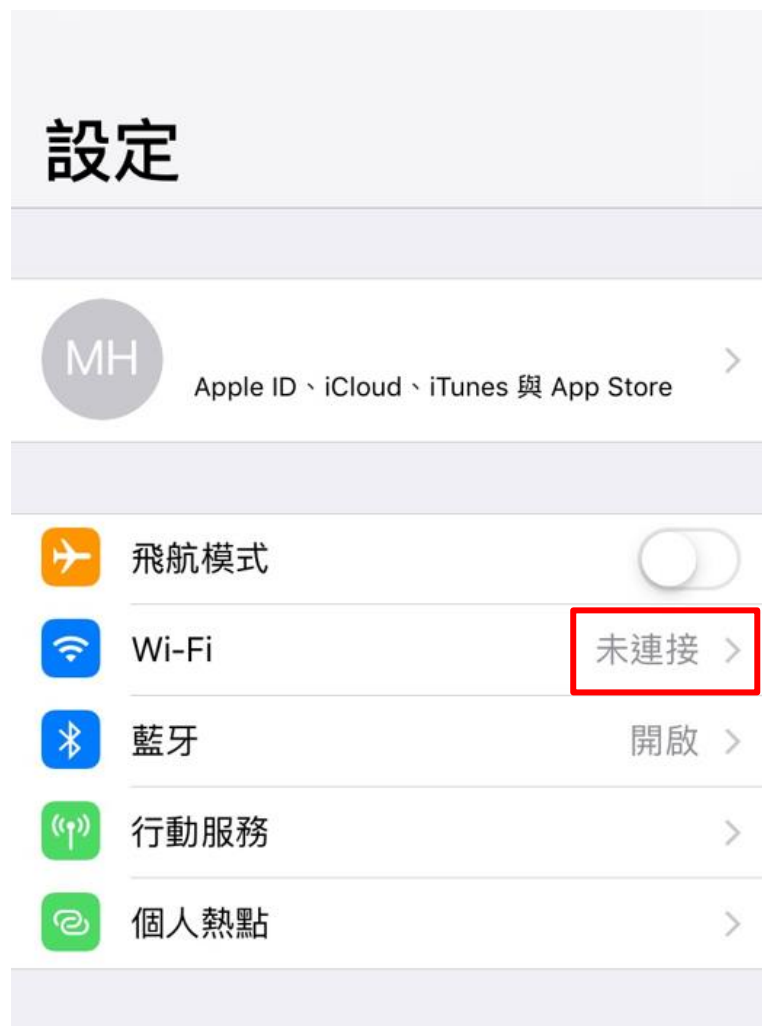 設定
MH
Apple ID、iCloud、iTunes 與 App Store
飛航模式
Wi-Fi 未連接
藍牙 開啟
行動服務
個人熱點